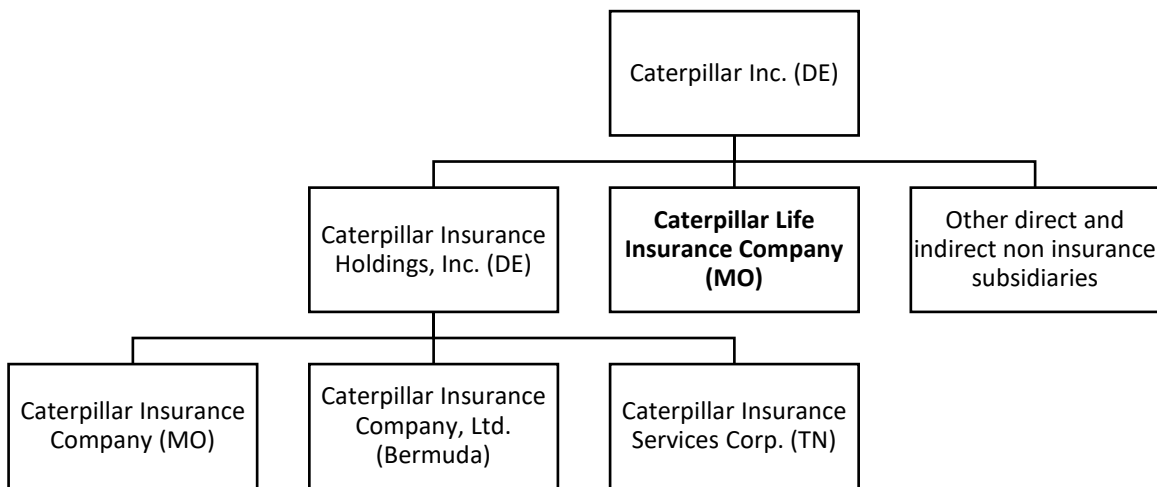 Caterpillar Inc. (DE)
Caterpillar Insurance
Holdings, Inc. (DE)
Caterpillar Life
Insurance Company
(MO)
Other direct and
indirect non insurance
subsidiaries
Caterpillar Insurance
Company (MO)
Caterpillar Insurance
Company, Ltd.
(Bermuda)
Caterpillar Insurance
Services Corp. (TN)